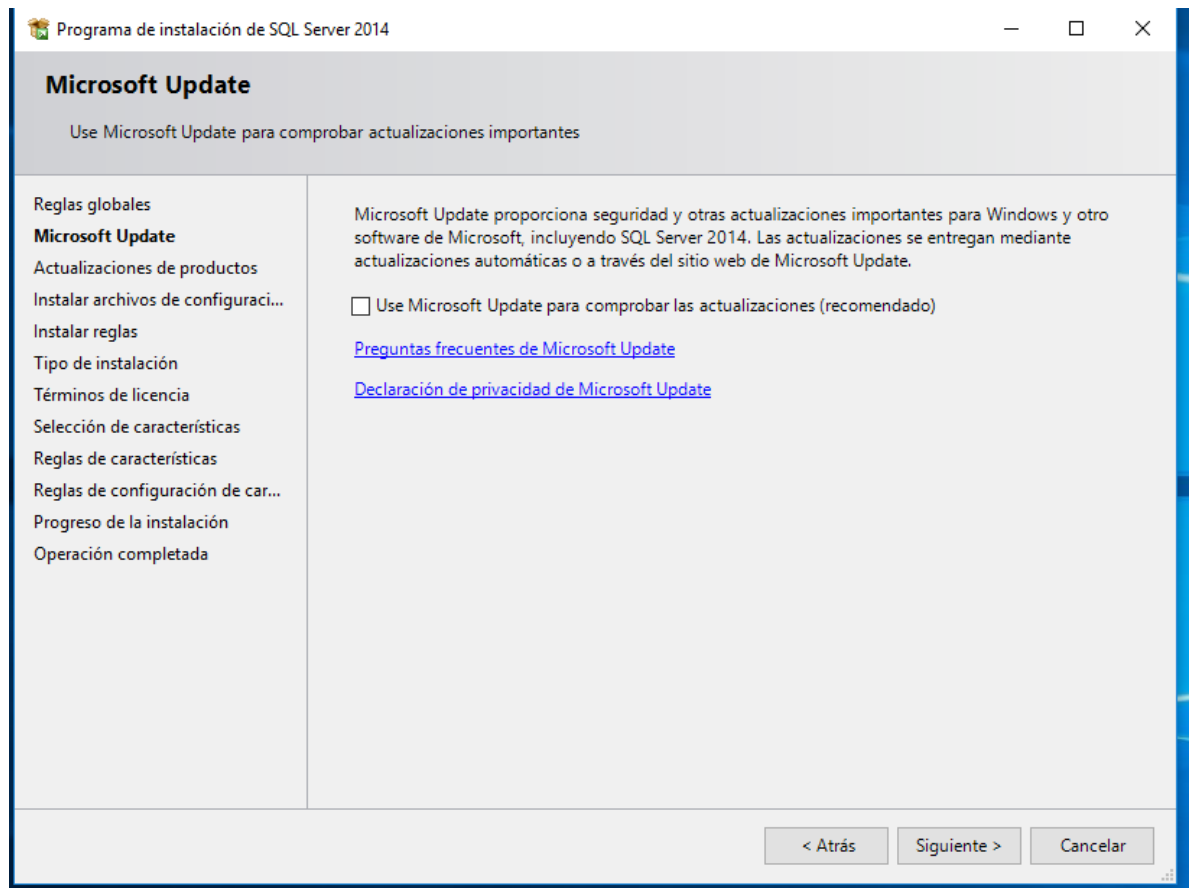 Programa de instalación de SQL Server 2014
Microsoft Update
Use Microsoft Update para comprobar actualizaciones importantes
Reglas globales
Microsoft Update
Actualizaciones de productos
Instalar archivos de configuraci...
Instalar reglas
Tipo de instalación
Términos de licencia
Selección de características
Reglas de características
Reglas de configuración de car...
Progreso de la instalación
Operación completada
Microsoft Update proporciona seguridad y otras actualizaciones importantes para Windows y otro
software de Microsoft, incluyendo SQL Server 2014. Las actualizaciones se entregan mediante
actualizaciones automáticas o a través del sitio web de Microsoft Update.
Use Microsoft Update para comprobar las actualizaciones (recomendado)
Preguntas frecuentes de Microsoft Update
Declaración de privacidad de Microsoft Update
< Atrás
Siguiente >
Cancelar